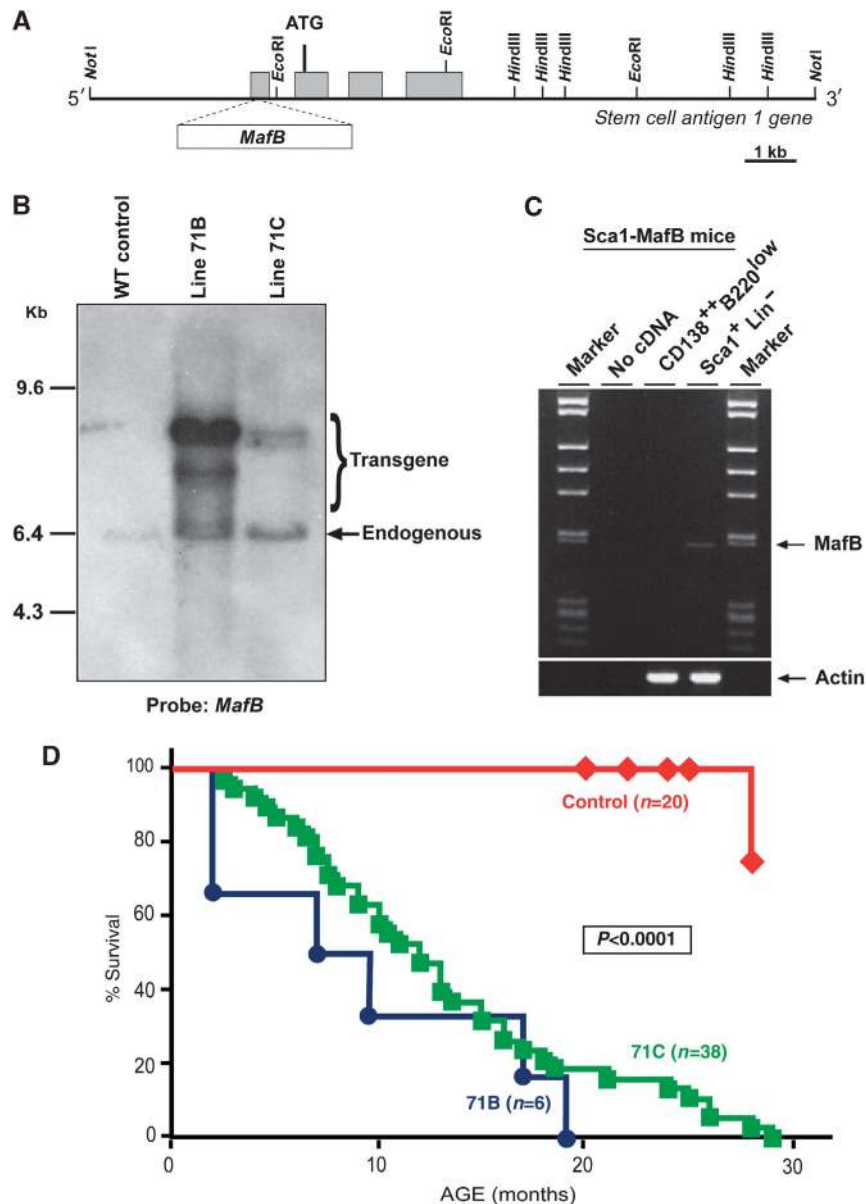 A
NotI
EcoRI
ATG
EcoRI
HindIII
HindIII
HindIII
EcoRI
HindIII
HindIII
NotI
5′
3′
MafB
Stem cell antigen 1 gene
1 kb
B
WT control
Line 71B
Line 71C
Kb
9.6
6.4
4.3
Transgene
Endogenous
Probe: MafB
C
Sca1-MafB mice
Marker
No cDNA
CD138++B220low
Sca1+ Lin−
Marker
MafB
Actin
D
% Survival
100
80
60
40
20
0
Control (n=20)
P<0.0001
71C (n=38)
71B (n=6)
0
10
20
30
AGE (months)